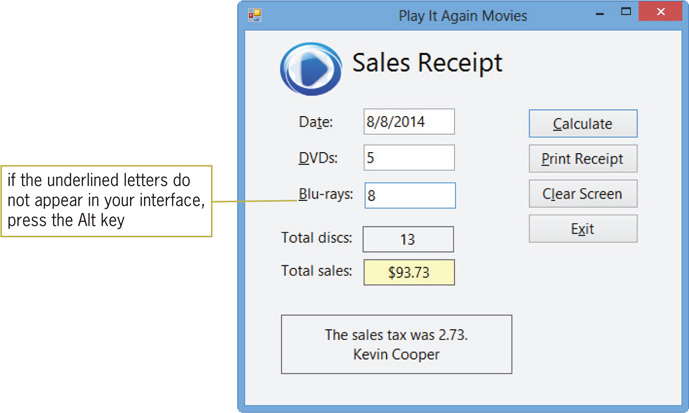 Play It Again Movies
Sales Receipt
Date: 8/8/2014
Calculate
DVDs: 5
Print Receipt
if the underlined letters do
not appear in your interface,
press the Alt key
Blu-rays: 8
Clear Screen
Exit
Total discs: 13
Total sales: $93.73
The sales tax was 2.73.
Kevin Cooper